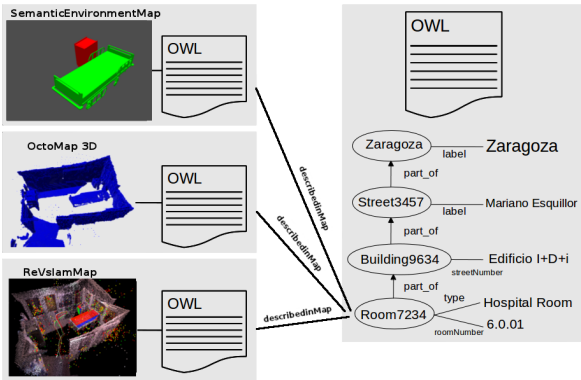 SemanticEnvironmentMap
OWL
OctoMap 3D
OWL
ReVslamMap
OWL
describedinMap
describedinMap
describedinMap
OWL
Zaragoza
label
Zaragoza
part_of
Street3457
label
Mariano Esquillor
part_of
Building9634
streetNumber
Edificio I+D+i
part_of
type
Hospital Room
Room7234
roomNumber
6.0.01